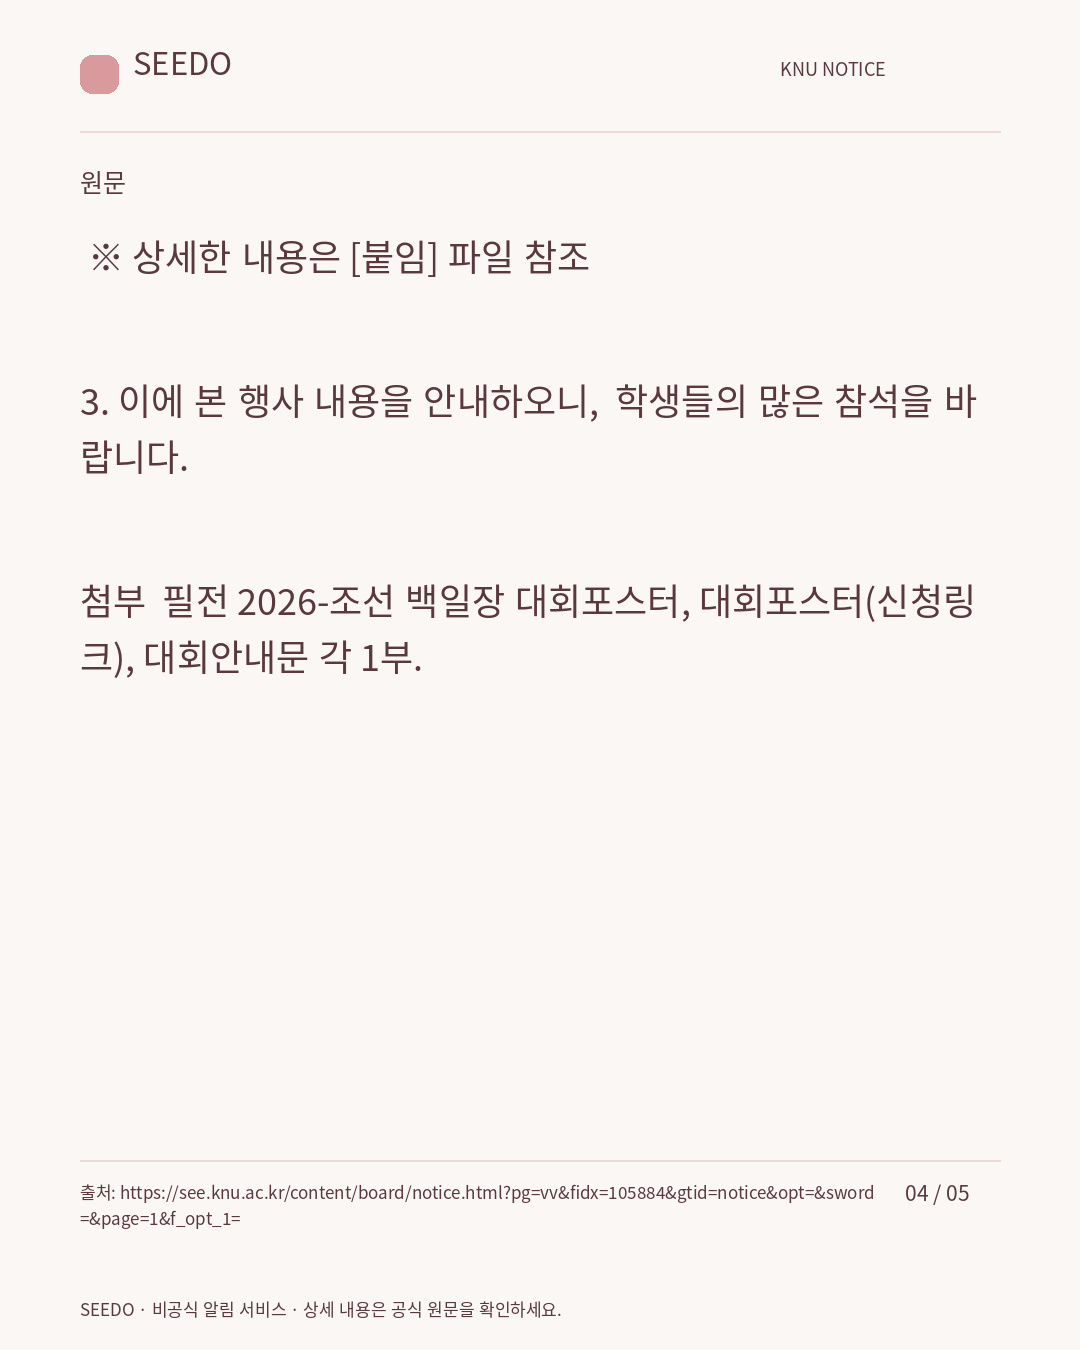 SEEDO
KNU NOTICE
원문
※ 상세한 내용은 [붙임] 파일 참조
3. 이에 본 행사 내용을 안내하오니,  학생들의 많은 참석을 바
랍니다.
첨부  필전 2026-조선 백일장 대회포스터, 대회포스터(신청링
크), 대회안내문 각 1부.
출처: https://see.knu.ac.kr/content/board/notice.html?pg=vv&fidx=105884&gtid=notice&opt=&sword
=&page=1&f_opt_1=
04 / 05
SEEDO · 비공식 알림 서비스 · 상세 내용은 공식 원문을 확인하세요.